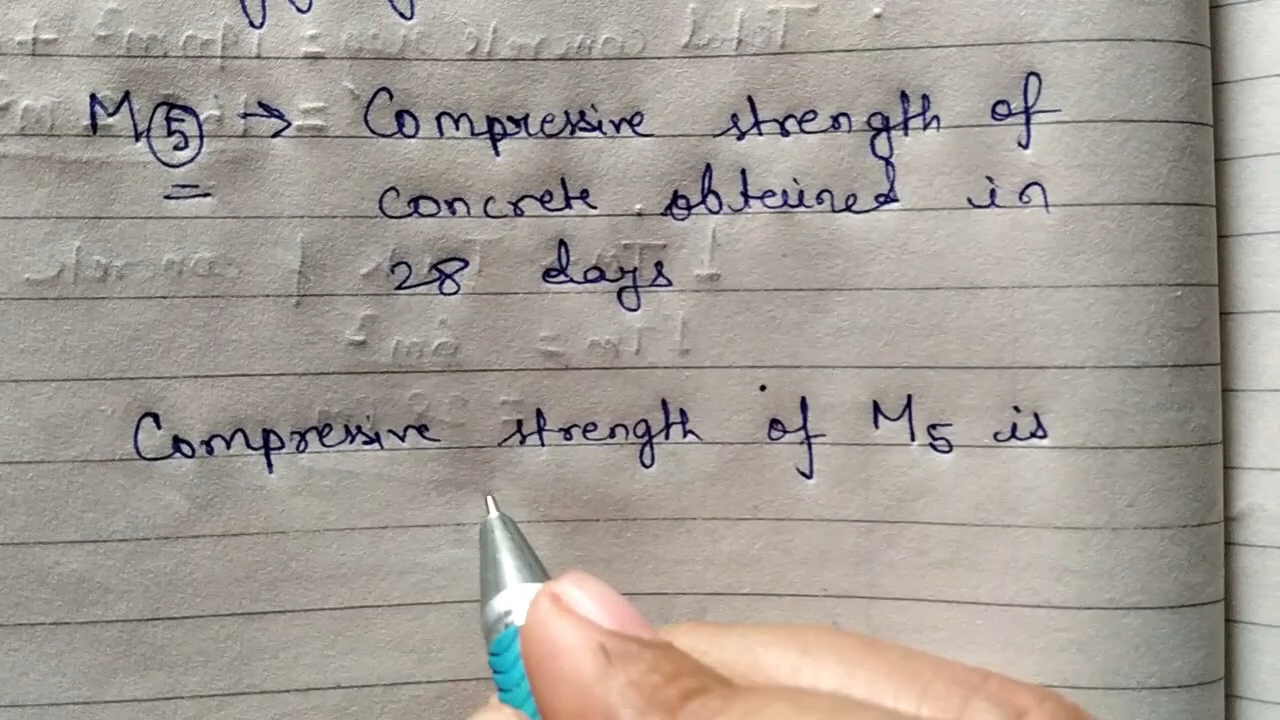 M5 → Compressive strength of
concrete obtained in
28 days
Compressive strength of M5 is